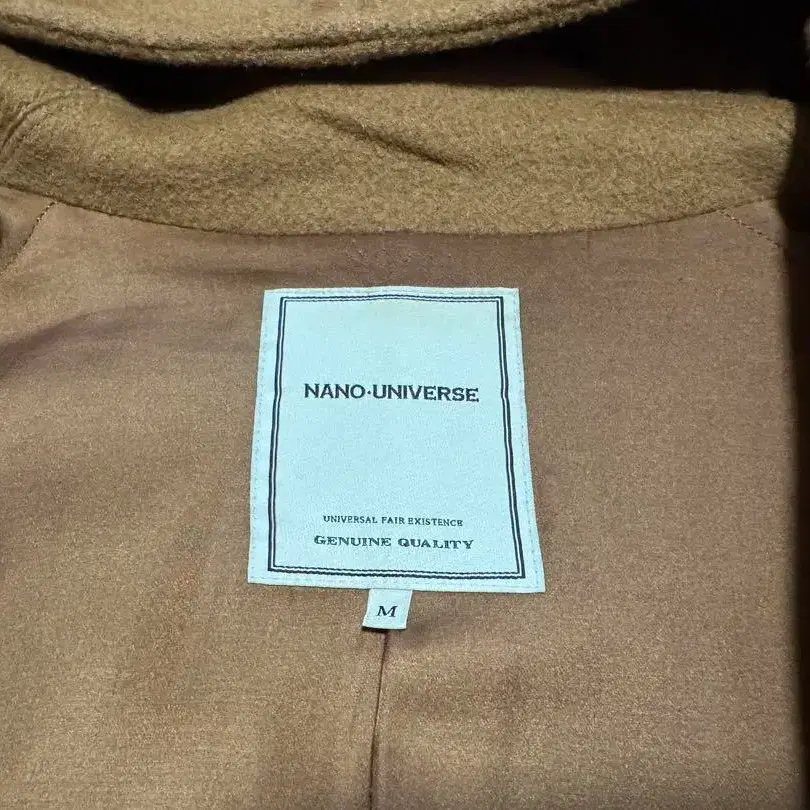 NANO·UNIVERSE
UNIVERSAL FAIR EXISTENCE
GENUINE QUALITY
M